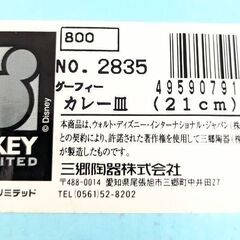 © Disney
KEY
ITED
リミテッド
800
NO. 2835
グーフィー
カレー皿
49590791
(21cm)
本商品は、ウォルト・ディズニー・インターナショナル・ジャパン(株
との契約により、許諾された著作権を使用して三郷陶器(株
が製造したものです。
三郷陶器株式会社
〒488-0014 愛知県尾張旭市三郷町中井田27
TEL(0561)52-8202